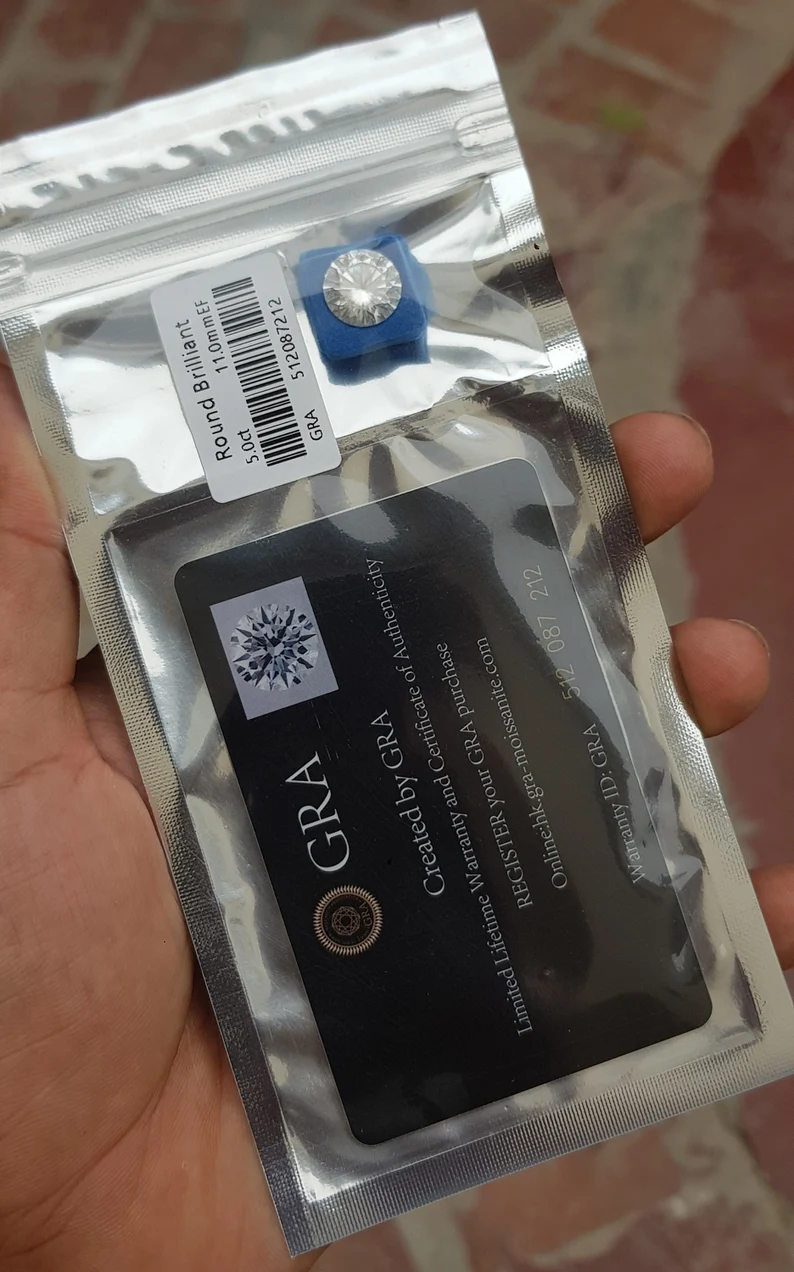 Round Brilliant
5.0ct 11.0mmEF
GRA 512087212
GRA
GRA
Created by GRA
Warranty and Certificate of Authenticity
Limited Lifetime
REGISTER your GRA purchase
Online:hk.gra-moissanite.com
Warranty ID: GRA 512 087 212